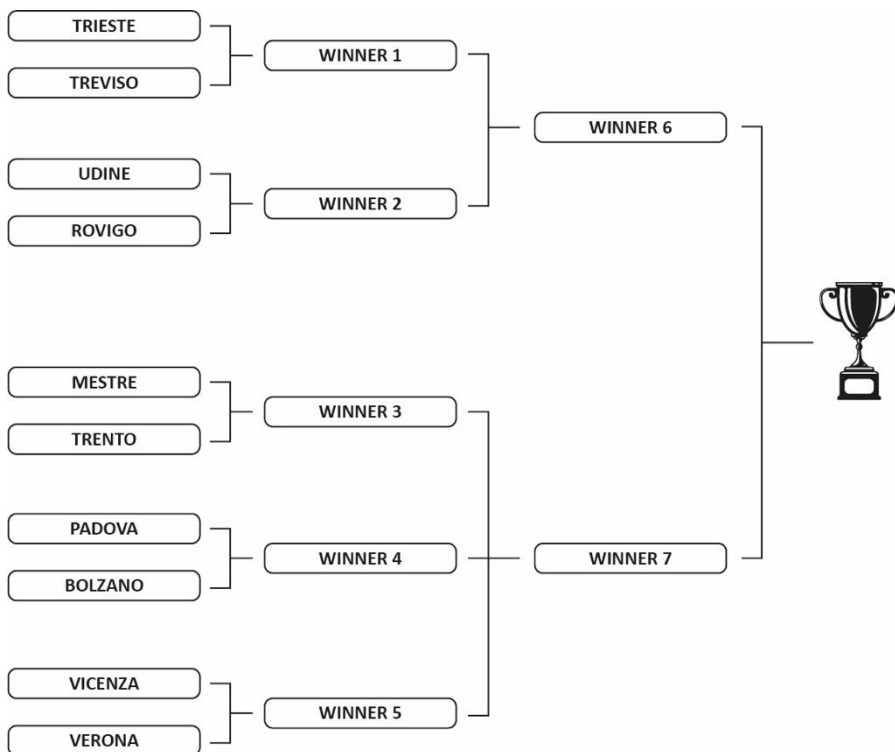 TRIESTE
TREVISO
WINNER 1
UDINE
ROVIGO
WINNER 2
WINNER 6
MESTRE
TRENTO
WINNER 3
PADOVA
BOLZANO
WINNER 4
VICENZA
VERONA
WINNER 5
WINNER 7